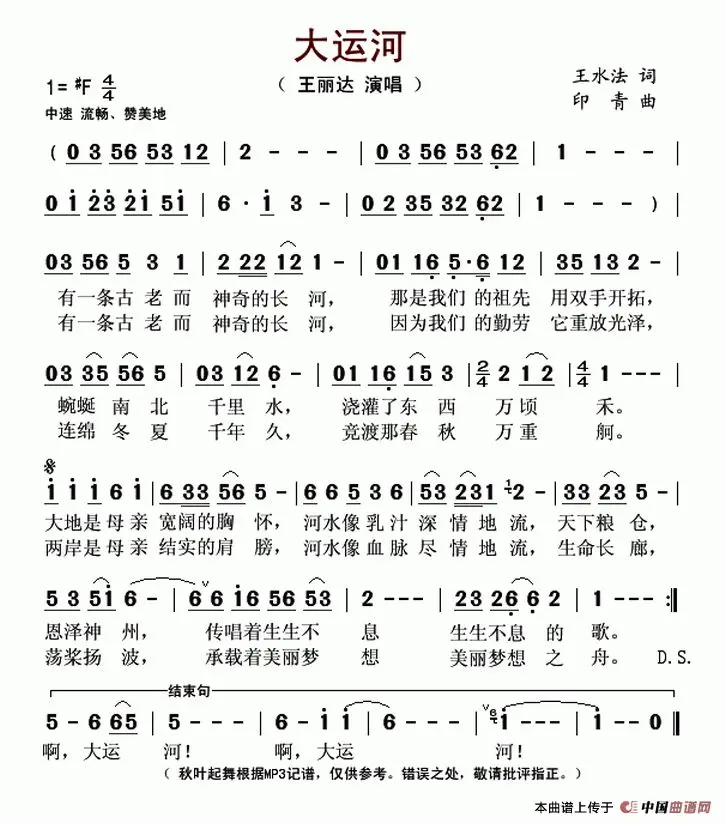 大运河
1=♯F 4/4
（ 王丽达 演唱 ）
王水法 词
中速 流畅、赞美地
印 青 曲
( 0 3 56 53 12 | 2 - - - | 0 3 56 53 62 | 1 - - - |
0 1 23 21 51 | 6 · 1 3 - | 0 2 35 32 62 | 1 - - - ) |
03 56 5 3 1 | 2 22 12 1 - | 01 16 5·6 12 | 35 13 2 - |
有一条古 老而 神奇的长 河， 那是我们 的祖先 用双手开拓，
有一条古 老而 神奇的长 河， 因为我们 的勤劳 它重放光泽，
03 35 56 5 | 03 12 6 - | 01 16 15 3 | 2/4 2 12 | 4/4 1 - - - |
蜿蜒 南 北 千里 水， 浇灌了东 西 万 顷 禾。
连绵 冬 夏 千年 久， 竞渡那春 秋 万 重 舸。
1 1 1 6 1 | 6 33 56 5 - | 6 6 5 6 1 3 | 53 231 2 - | 33 23 5 - |
大地是母 亲 宽阔的胸 怀， 河水像乳汁 深 情 地 流， 天下粮 仓，
两岸是母 亲 结实的肩 膀， 河水像血脉 尽 情 地 流， 生命长 廊，
5 3 51 6 - | 6 6 16 56 53 | 2 - - - | 23 26 6 - | 1 - - - :‖
恩泽神 州， 传唱着生生不 息 生生不息 的 歌。
荡桨扬 波， 承载着美丽梦 想 美丽梦想 之 舟。 D.S.
结束句
5 - 6 65 | 5 - - - | 6 - 1 1 | 6 - - - | 6 1 - - - | 1 - - 0 ‖
啊，大运 河！ 啊，大运 河！
（ 秋叶起舞根据MP3记谱，仅供参考。错误之处，敬请批评指正。）
本曲谱上传于 中国曲谱网